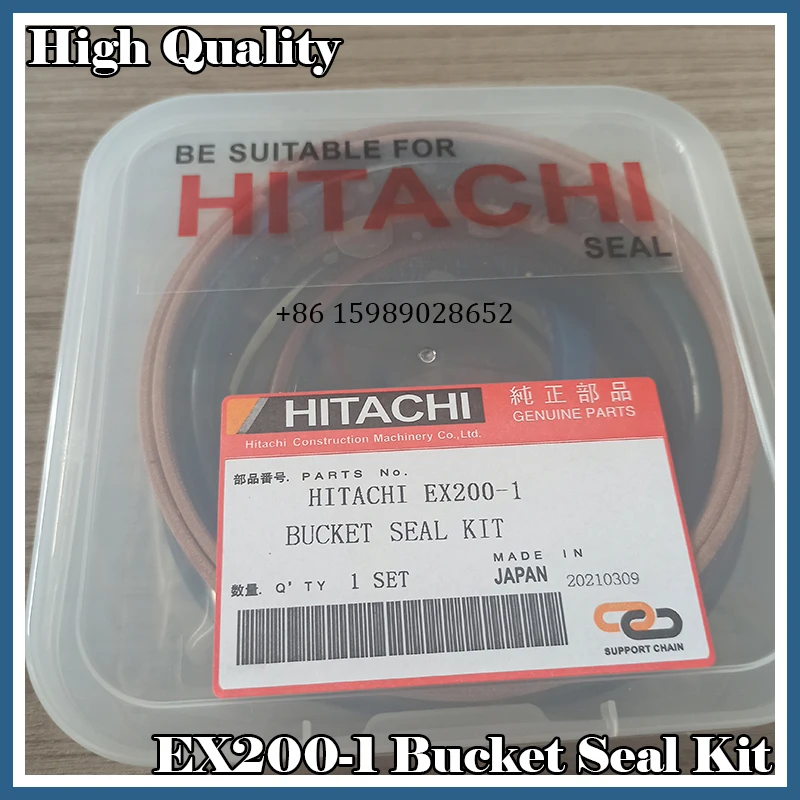 High Quality
BE SUITABLE FOR
HITACHI
SEAL
+86 15989028652
HITACHI
Hitachi Construction Machinery Co.,Ltd.
純正部品
GENUINE PARTS
部品番号. PARTS No.
HITACHI EX200-1
BUCKET SEAL KIT
MADE IN
JAPAN 20210309
数量. Q'TY 1 SET
SUPPORT CHAIN
EX200-1 Bucket Seal Kit